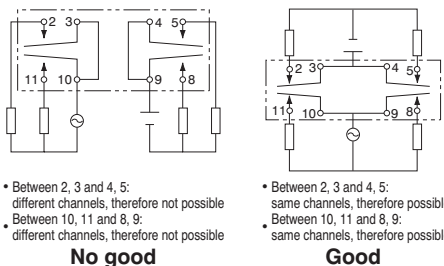 2 3 4 5
11 10 9 8
• Between 2, 3 and 4, 5:
different channels, therefore not possible
• Between 10, 11 and 8, 9:
different channels, therefore not possible
No good
2 3 4 5
11 10 9 8
• Between 2, 3 and 4, 5:
same channels, therefore possibl
• Between 10, 11 and 8, 9:
same channels, therefore possibl
Good